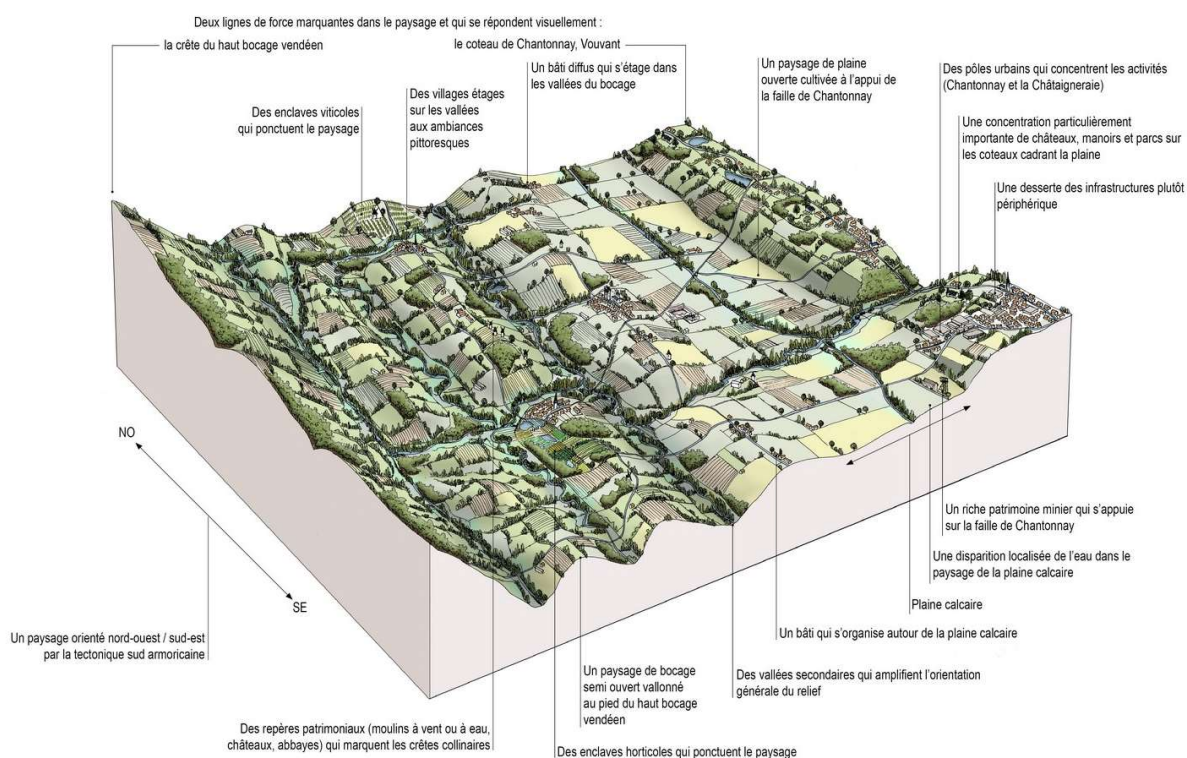 Deux lignes de force marquantes dans le paysage et qui se répondent visuellement :
la crête du haut bocage vendéen
le coteau de Chantonnay, Vouvant
Des enclaves viticoles
qui ponctuent le paysage
Des villages étages
sur les vallées
aux ambiances
pittoresques
Un bâti diffus qui s’étage dans
les vallées du bocage
Un paysage de plaine
ouverte cultivée à l’appui de
la faille de Chantonnay
Des pôles urbains qui concentrent les activités
(Chantonnay et la Châtaigneraie)
Une concentration particulièrement
importante de châteaux, manoirs et parcs sur
les coteaux cadrant la plaine
Une desserte des infrastructures plutôt
périphérique
NO
SE
Un paysage orienté nord-ouest / sud-est
par la tectonique sud armoricaine
Des repères patrimoniaux (moulins à vent ou à eau,
châteaux, abbayes) qui marquent les crêtes collinaires
Des enclaves horticoles qui ponctuent le paysage
Un paysage de bocage
semi ouvert vallonné
au pied du haut bocage
vendéen
Des vallées secondaires qui amplifient l’orientation
générale du relief
Un bâti qui s’organise autour de la plaine calcaire
Plaine calcaire
Une disparition localisée de l’eau dans le
paysage de la plaine calcaire
Un riche patrimoine minier qui s’appuie
sur la faille de Chantonnay